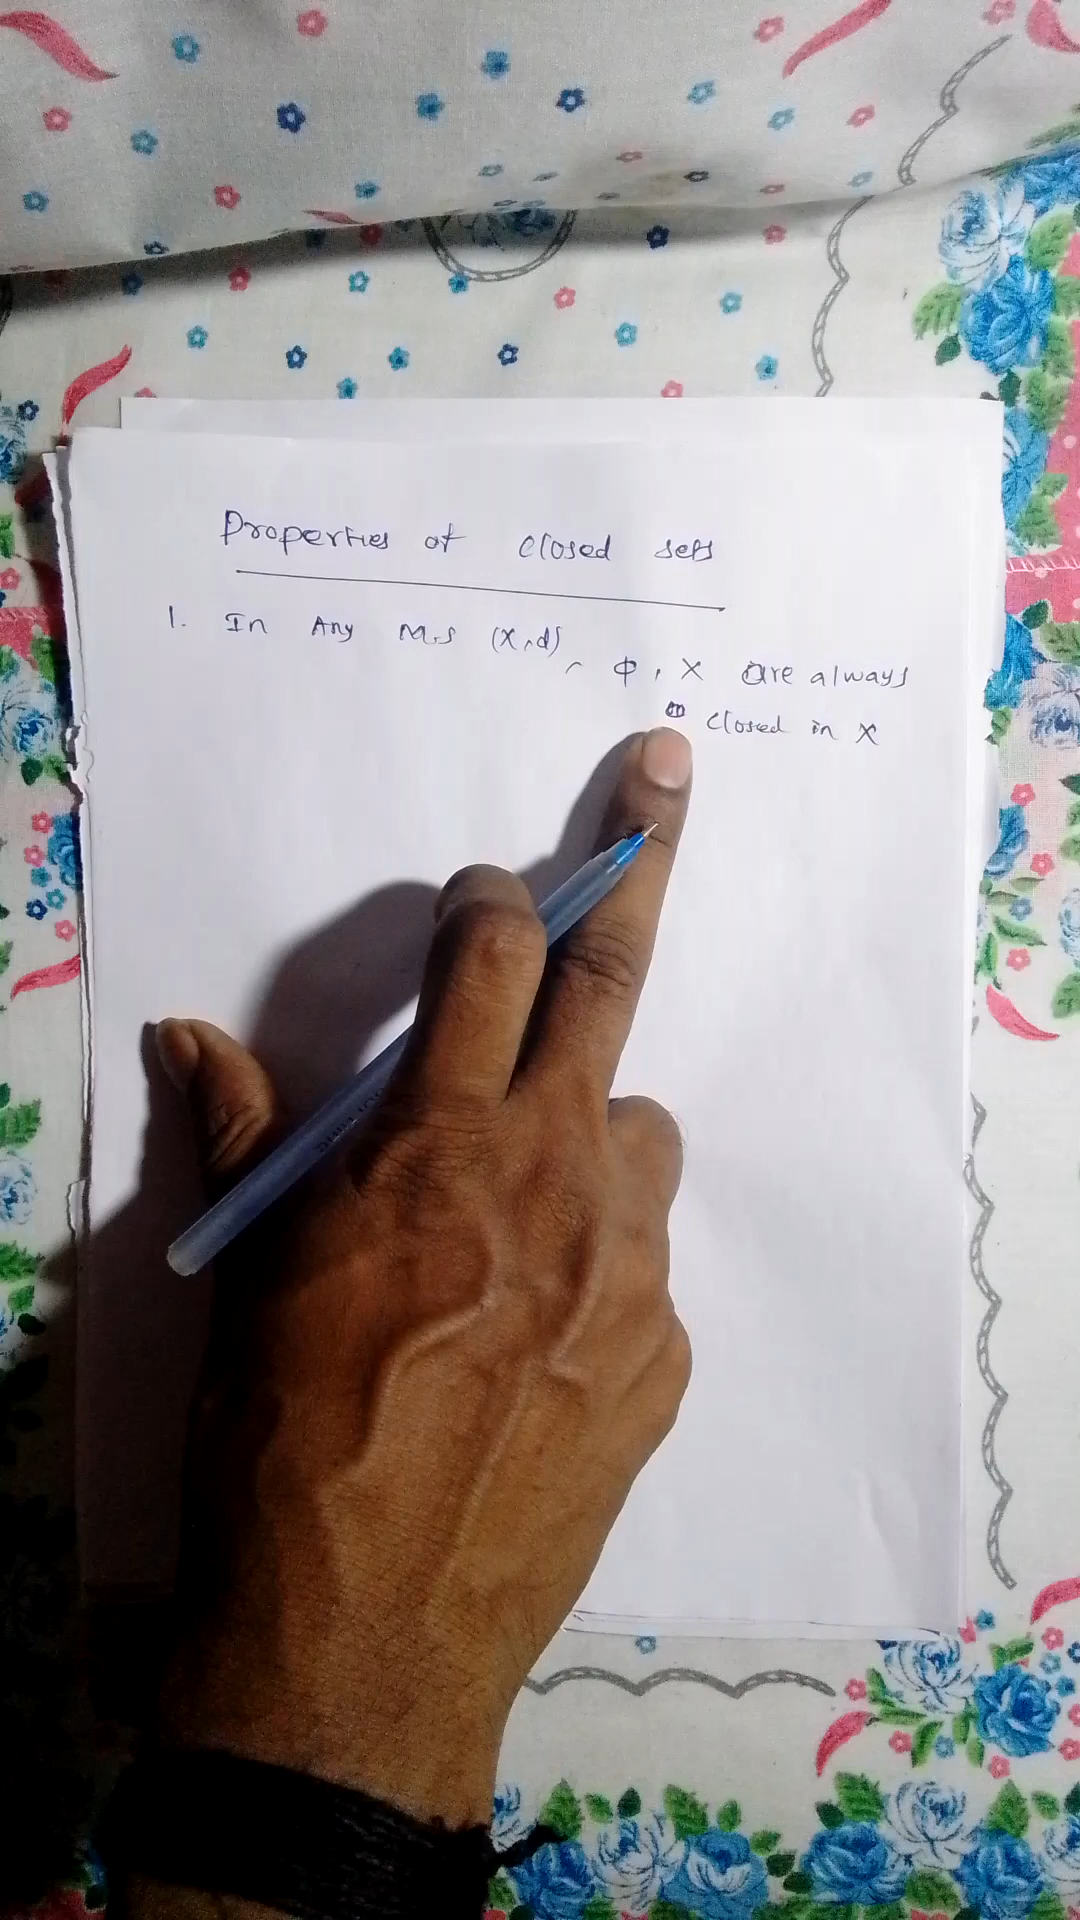 Properties of closed sets
1. In Any M.S (X, d), φ, X are always
closed in X